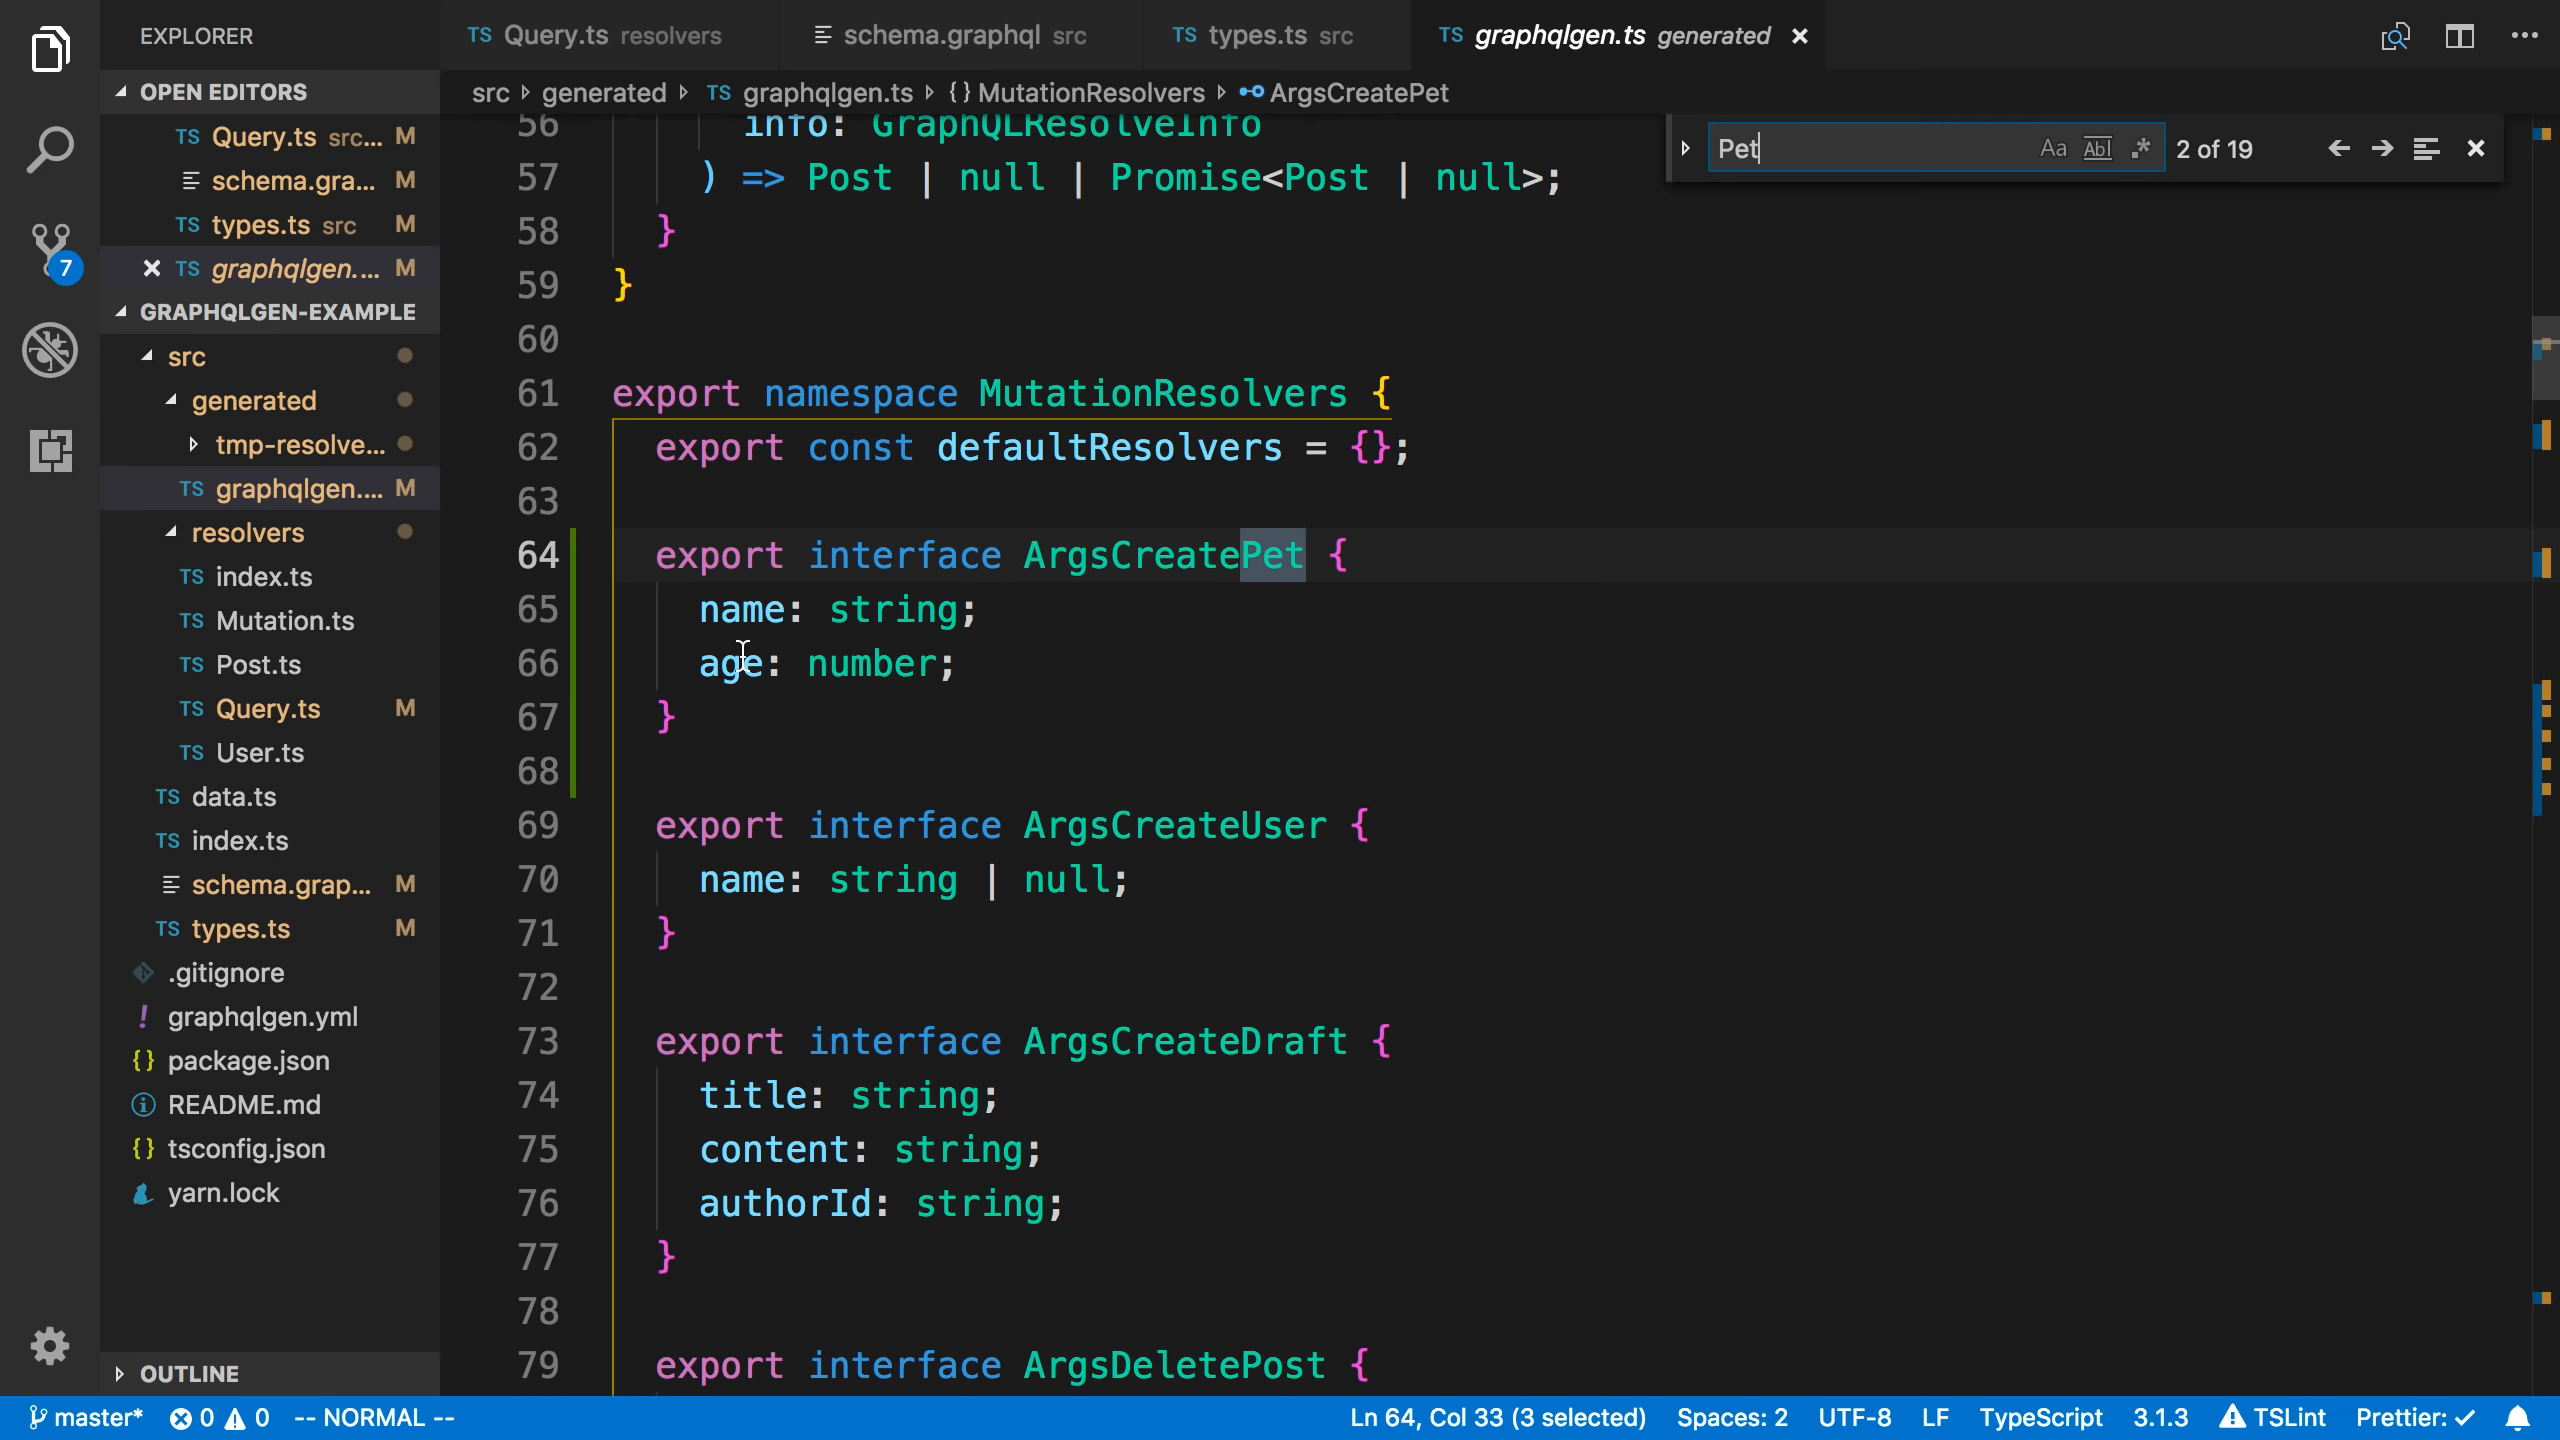 EXPLORER
OPEN EDITORS
TS Query.ts src... M
schema.gra... M
TS types.ts src M
TS graphqlgen.... M
GRAPHQLGEN-EXAMPLE
src
generated
tmp-resolve...
TS graphqlgen.... M
resolvers
TS index.ts
TS Mutation.ts
TS Post.ts
TS Query.ts M
TS User.ts
TS data.ts
TS index.ts
schema.grap... M
TS types.ts M
.gitignore
! graphqlgen.yml
{} package.json
README.md
{} tsconfig.json
yarn.lock
OUTLINE
7
TS Query.ts resolvers
schema.graphql src
TS types.ts src
TS graphqlgen.ts generated
src generated TS graphqlgen.ts {} MutationResolvers ArgsCreatePet
Pet Aa Abl .* 2 of 19
56 info: GraphQLResolveInfo
57 ) => Post | null | Promise<Post | null>;
58 }
59 }
60
61 export namespace MutationResolvers {
62 export const defaultResolvers = {};
63
64 export interface ArgsCreatePet {
65 name: string;
66 age: number;
67 }
68
69 export interface ArgsCreateUser {
70 name: string | null;
71 }
72
73 export interface ArgsCreateDraft {
74 title: string;
75 content: string;
76 authorId: string;
77 }
78
79 export interface ArgsDeletePost {
master* 0 0 -- NORMAL -- Ln 64, Col 33 (3 selected) Spaces: 2 UTF-8 LF TypeScript 3.1.3 TSLint Prettier: ✓